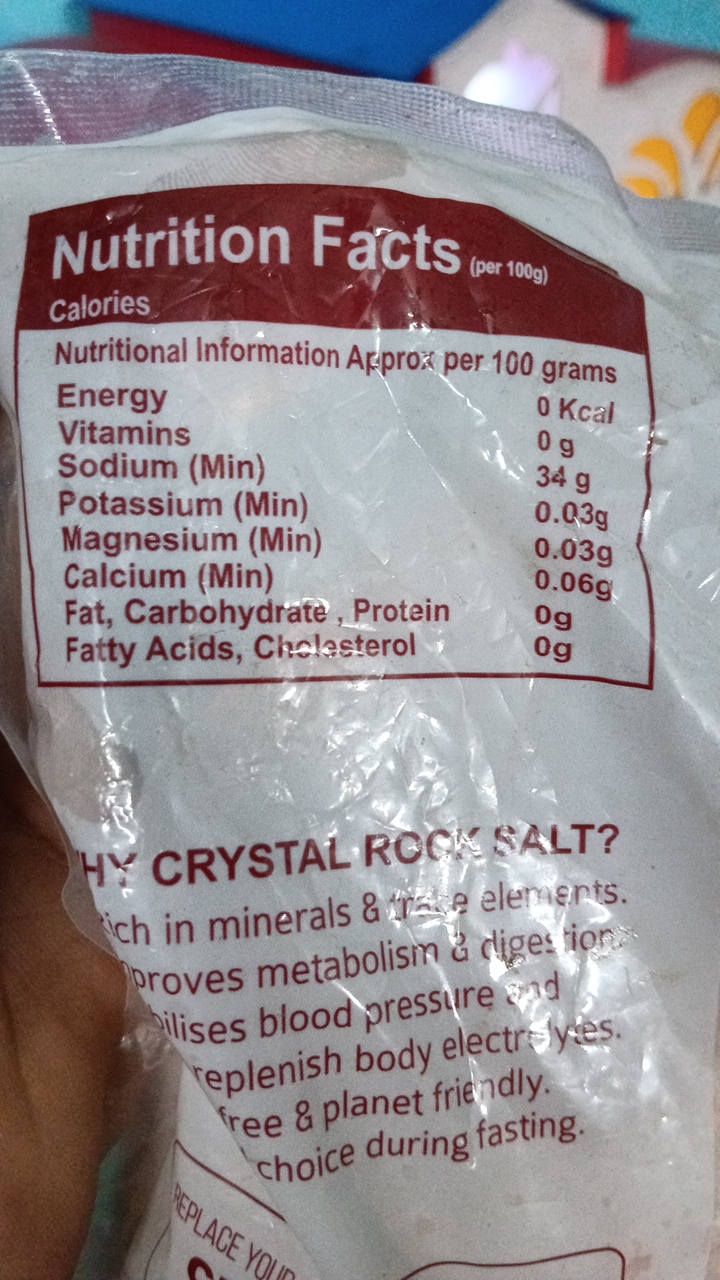 Nutrition Facts (per 100g)
Calories
Nutritional Information Approx per 100 grams
Energy 0 Kcal
Vitamins 0 g
Sodium (Min) 34 g
Potassium (Min) 0.03g
Magnesium (Min) 0.03g
Calcium (Min) 0.06g
Fat, Carbohydrate , Protein 0g
Fatty Acids, Cholesterol 0g
HY CRYSTAL ROCK SALT?
ich in minerals & trace elements.
proves metabolism & digestion
ilises blood pressure and
replenish body electrolytes.
free & planet friendly.
choice during fasting.
REPLACE YOUR